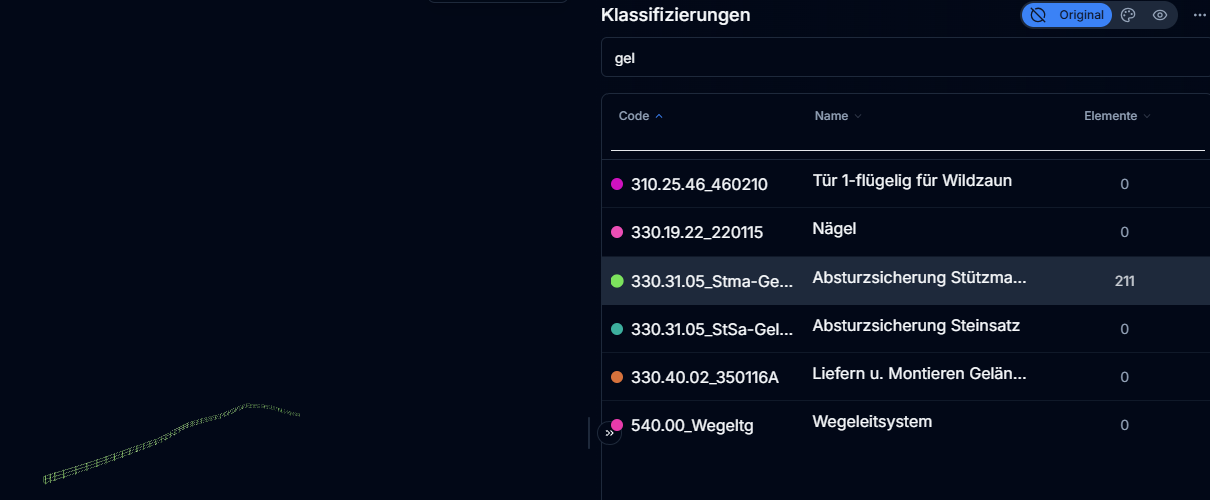 Klassifizierungen
Original
gel
Code Name Elemente
310.25.46_460210 Tür 1-flügelig für Wildzaun 0
330.19.22_220115 Nägel 0
330.31.05_Stma-Ge... Absturzsicherung Stützma... 211
330.31.05_StSa-Gel... Absturzsicherung Steinsatz 0
330.40.02_350116A Liefern u. Montieren Gelän... 0
540.00_Wegeltg Wegeleitsystem 0